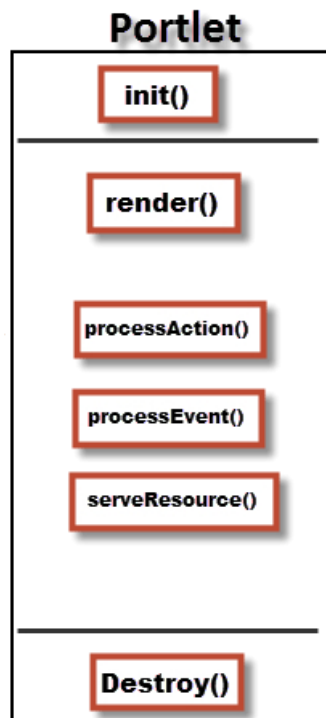 Portlet
init()
render()
processAction()
processEvent()
serveResource()
Destroy()